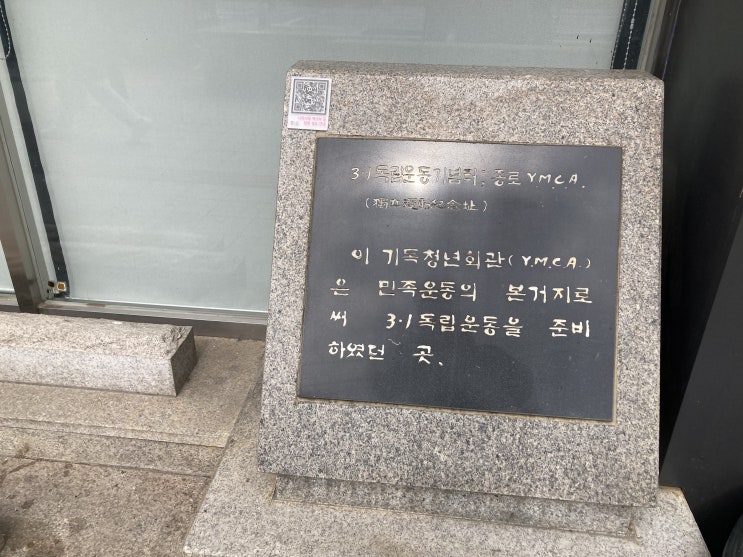 3·1독립운동기념터; 종로 Y.M.C.A.
이 기독청년회관(Y.M.C.A.)
은 민족운동의 본거지로
써 3·1독립운동을 준비
하였던 곳.